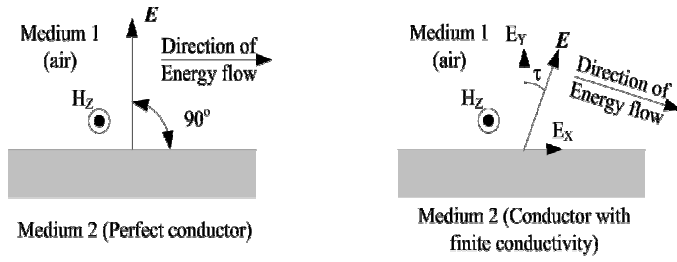 E
Medium 1
(air)
Direction of
Energy flow
H_Z
90°
Medium 2 (Perfect conductor)
Medium 1
(air)
E_Y
E
τ
Direction of
Energy flow
H_Z
E_X
Medium 2 (Conductor with
finite conductivity)